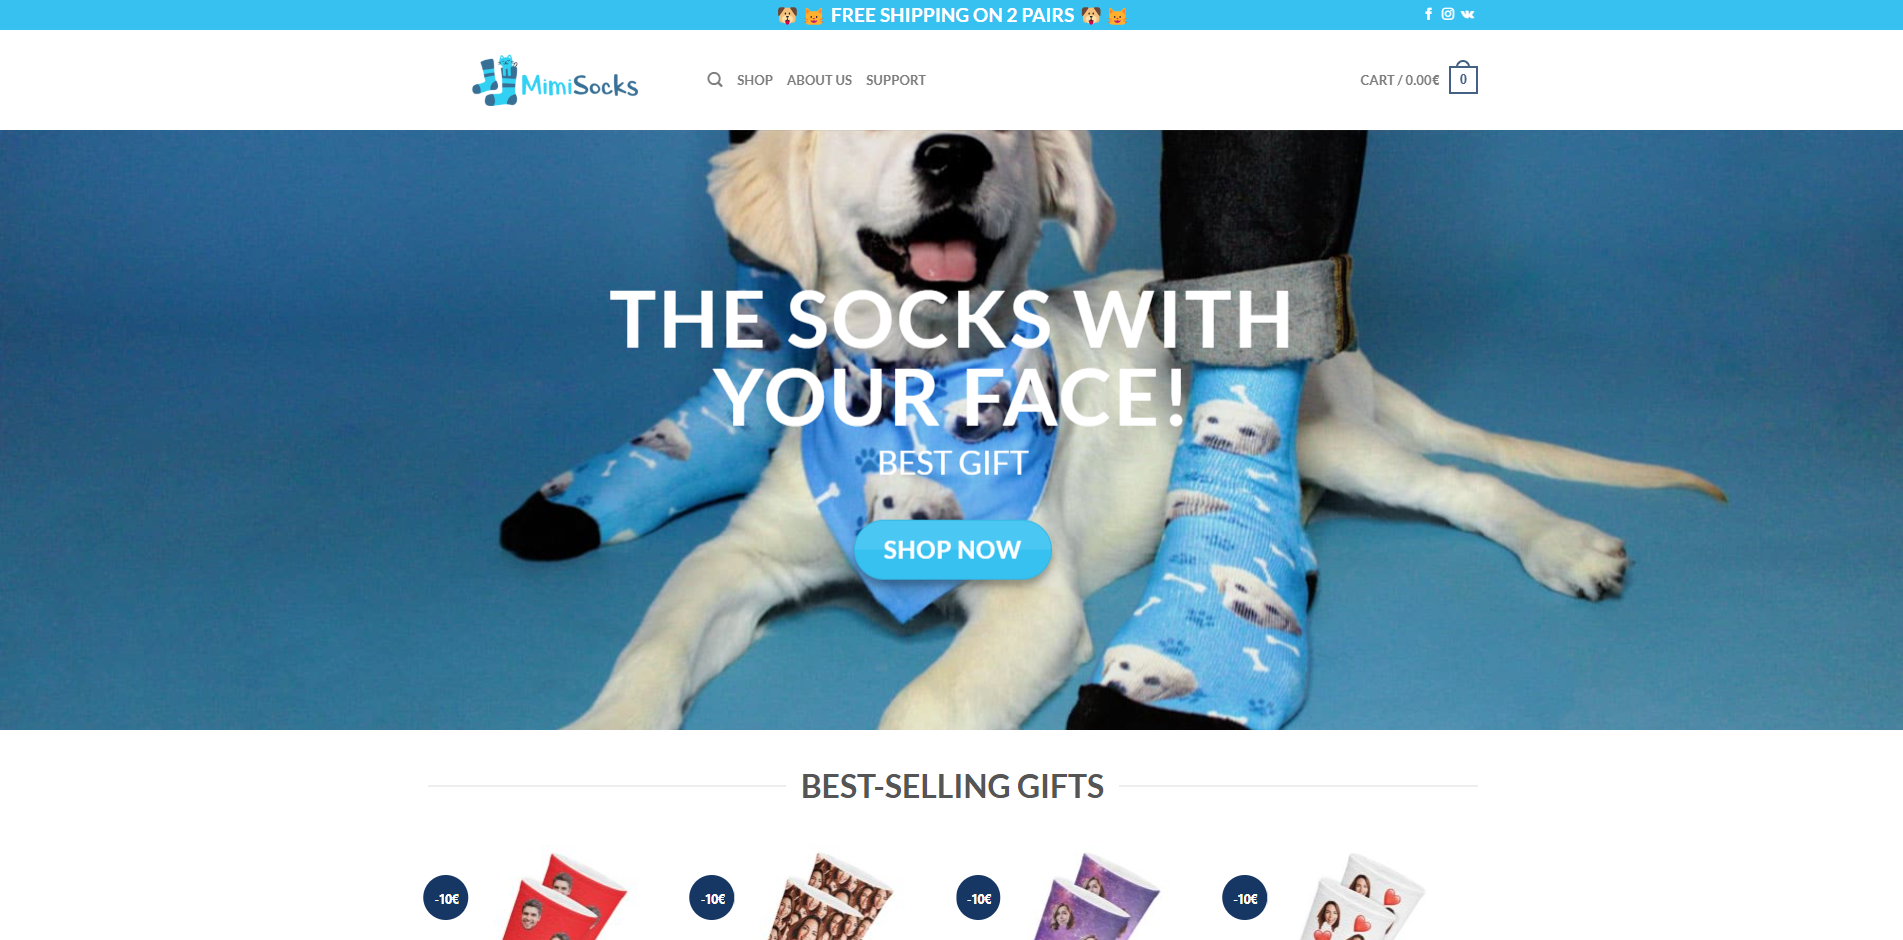 FREE SHIPPING ON 2 PAIRS
MimiSocks
SHOP
ABOUT US
SUPPORT
CART / 0.00€
0
THE SOCKS WITH
YOUR FACE!
BEST GIFT
SHOP NOW
BEST-SELLING GIFTS
-10€
-10€
-10€
-10€